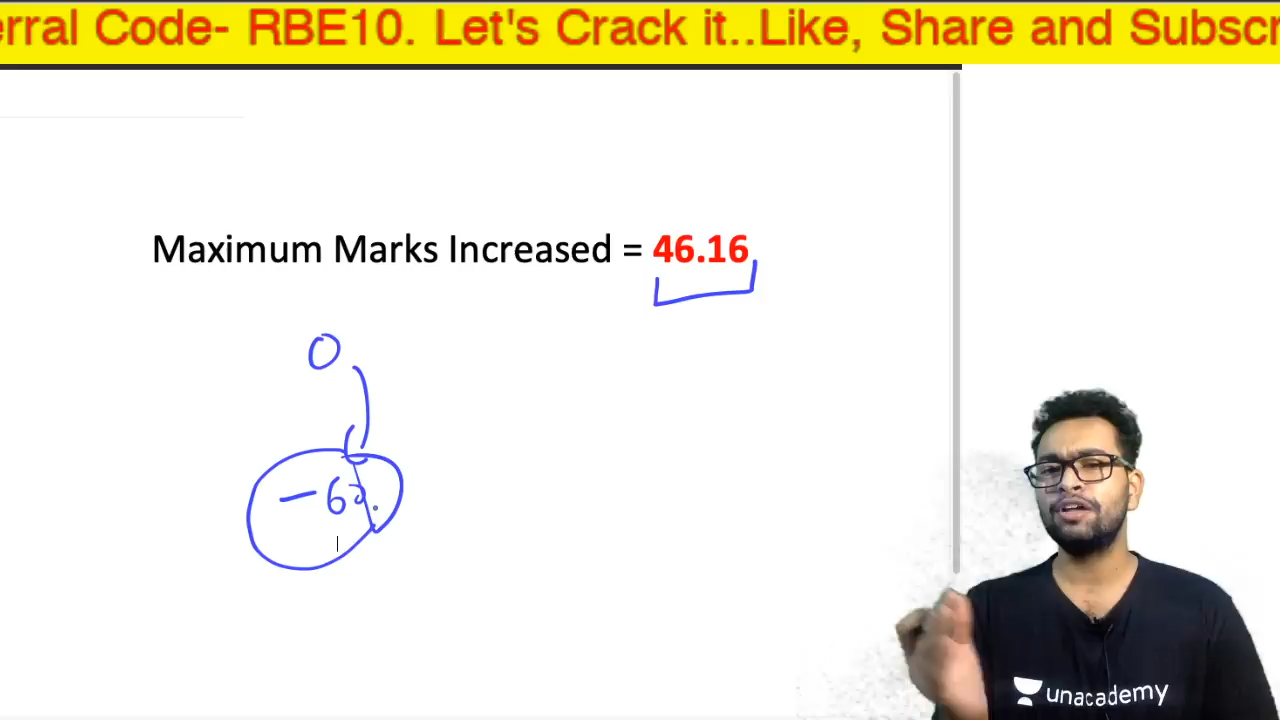 erral Code- RBE10. Let's Crack it..Like, Share and Subscr
Maximum Marks Increased = 46.16
0
unacademy